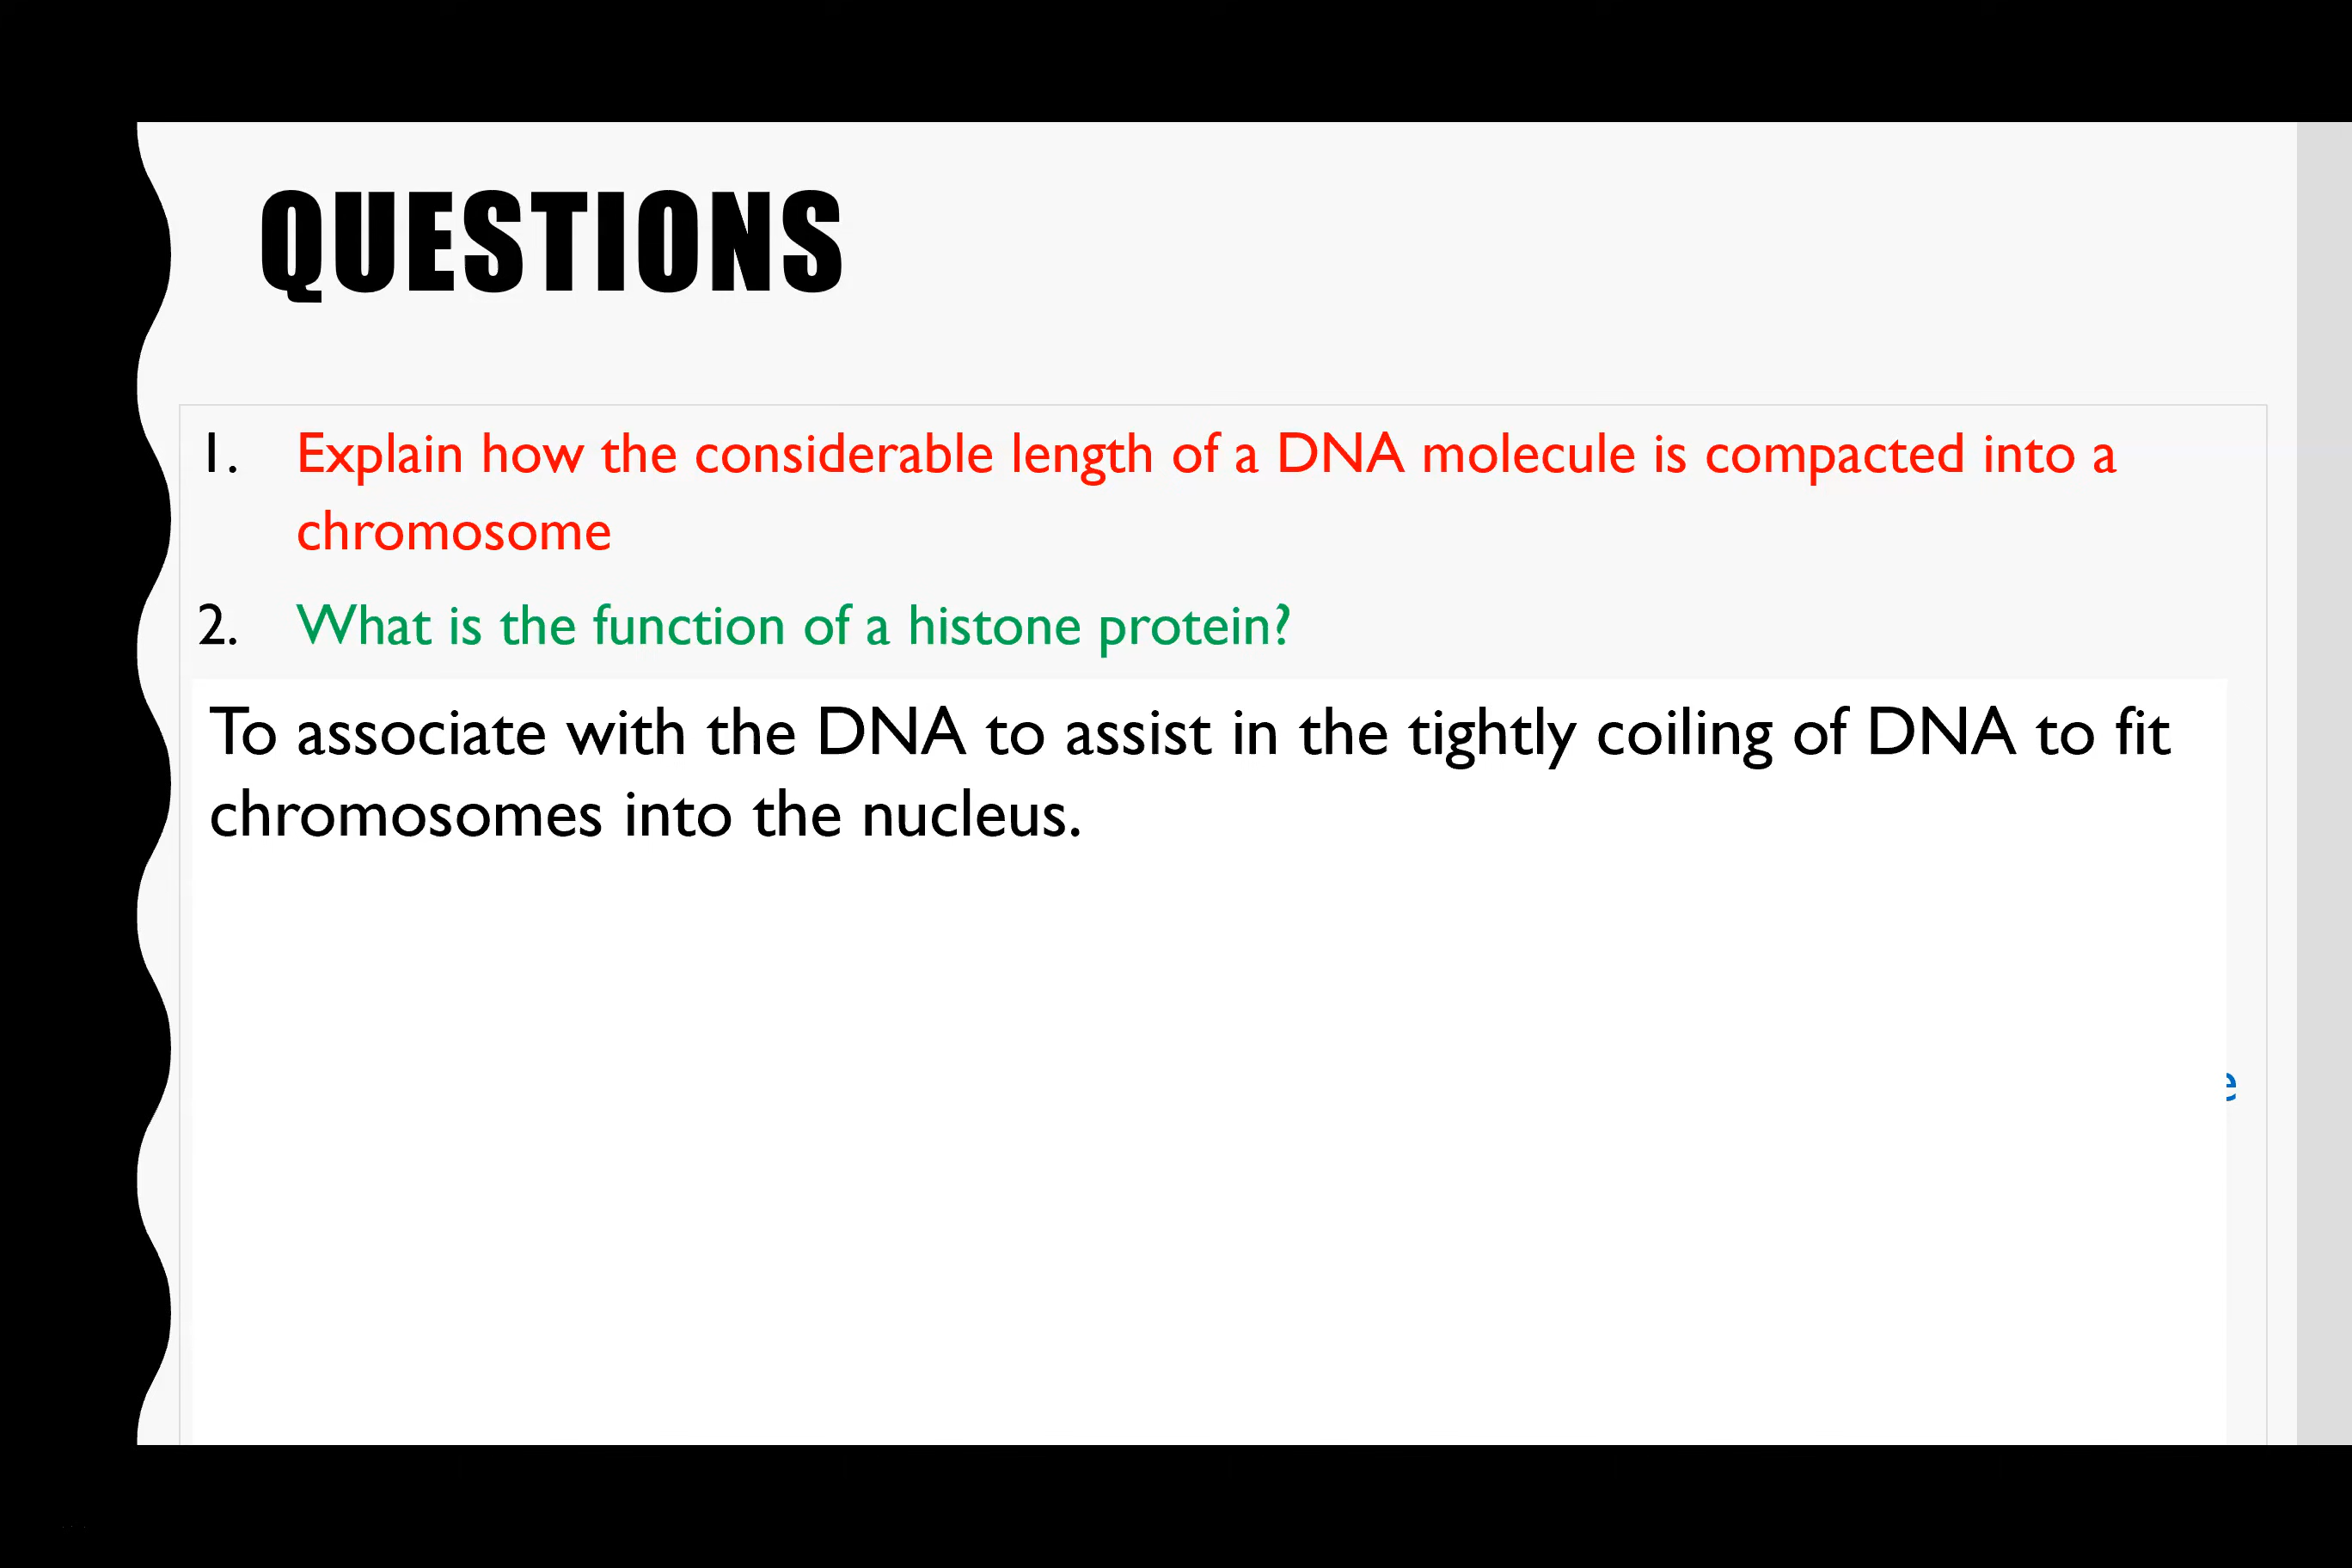 QUESTIONS
1. Explain how the considerable length of a DNA molecule is compacted into a
chromosome
2. What is the function of a histone protein?
To associate with the DNA to assist in the tightly coiling of DNA to fit
chromosomes into the nucleus.